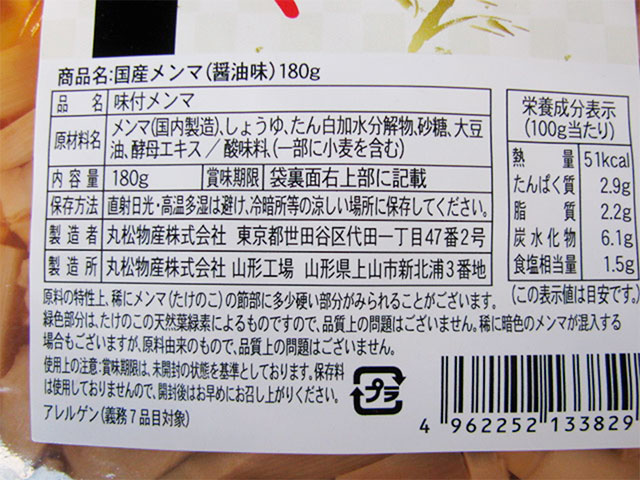 商品名:国産メンマ(醤油味)180g
品名 味付メンマ
原材料名 メンマ(国内製造)、しょうゆ、たん白加水分解物、砂糖、大豆
油、酵母エキス/酸味料、(一部に小麦を含む)
内容量 180g 賞味期限 袋裏面右上部に記載
保存方法 直射日光・高温多湿は避け、冷暗所等の涼しい場所に保存してください。
製造者 丸松物産株式会社 東京都世田谷区代田一丁目47番2号
製造所 丸松物産株式会社 山形工場 山形県上山市新北浦3番地
栄養成分表示
(100g当たり)
熱量 51kcal
たんぱく質 2.9g
脂質 2.2g
炭水化物 6.1g
食塩相当量 1.5g
(この表示値は目安です。)
原料の特性上、稀にメンマ(たけのこ)の節部に多少硬い部分がみられることがございます。
緑色部分は、たけのこの天然葉緑素によるものですので、品質上の問題はございません。稀に暗色のメンマが混入する
場合もございますが、原料由来のもので、品質上の問題はございません。
使用上の注意:賞味期限は、未開封の状態を基準としております。保存料
は使用しておりませんので、開封後はお早めにお召し上がりください。
アレルゲン(義務7品目対象)
プラ
4 962252 133829